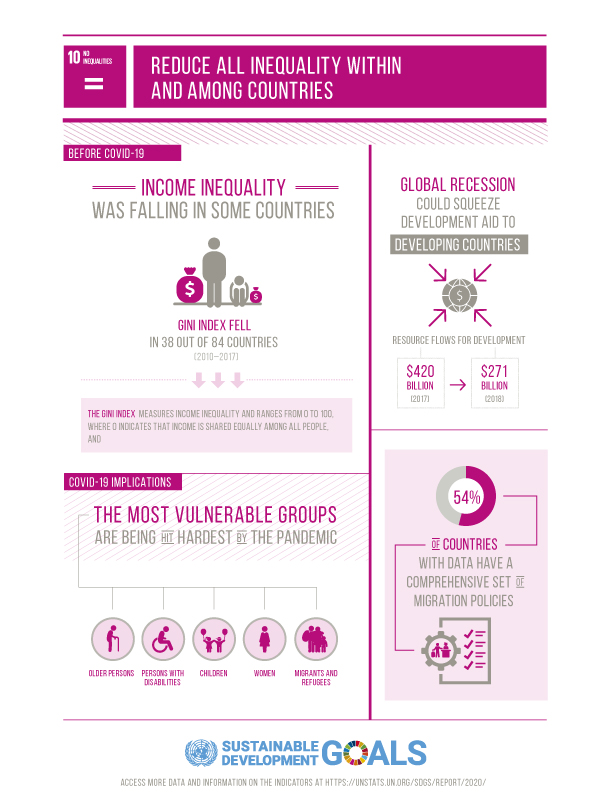 10 NO
INEQUALITIES
REDUCE ALL INEQUALITY WITHIN
AND AMONG COUNTRIES
BEFORE COVID-19
INCOME INEQUALITY
WAS FALLING IN SOME COUNTRIES
$
$
GINI INDEX FELL
IN 38 OUT OF 84 COUNTRIES
(2010–2017)
THE GINI INDEX MEASURES INCOME INEQUALITY AND RANGES FROM 0 TO 100,
WHERE 0 INDICATES THAT INCOME IS SHARED EQUALLY AMONG ALL PEOPLE,
AND
GLOBAL RECESSION
COULD SQUEEZE
DEVELOPMENT AID TO
DEVELOPING COUNTRIES
$
RESOURCE FLOWS FOR DEVELOPMENT
$420
BILLION
(2017)
$271
BILLION
(2018)
COVID-19 IMPLICATIONS
THE MOST VULNERABLE GROUPS
ARE BEING HIT HARDEST BY THE PANDEMIC
OLDER PERSONS
PERSONS WITH
DISABILITIES
CHILDREN
WOMEN
MIGRANTS AND
REFUGEES
54%
OF COUNTRIES
WITH DATA HAVE A
COMPREHENSIVE SET OF
MIGRATION POLICIES
SUSTAINABLE
DEVELOPMENT GOALS
ACCESS MORE DATA AND INFORMATION ON THE INDICATORS AT HTTPS://UNSTATS.UN.ORG/SDGS/REPORT/2020/